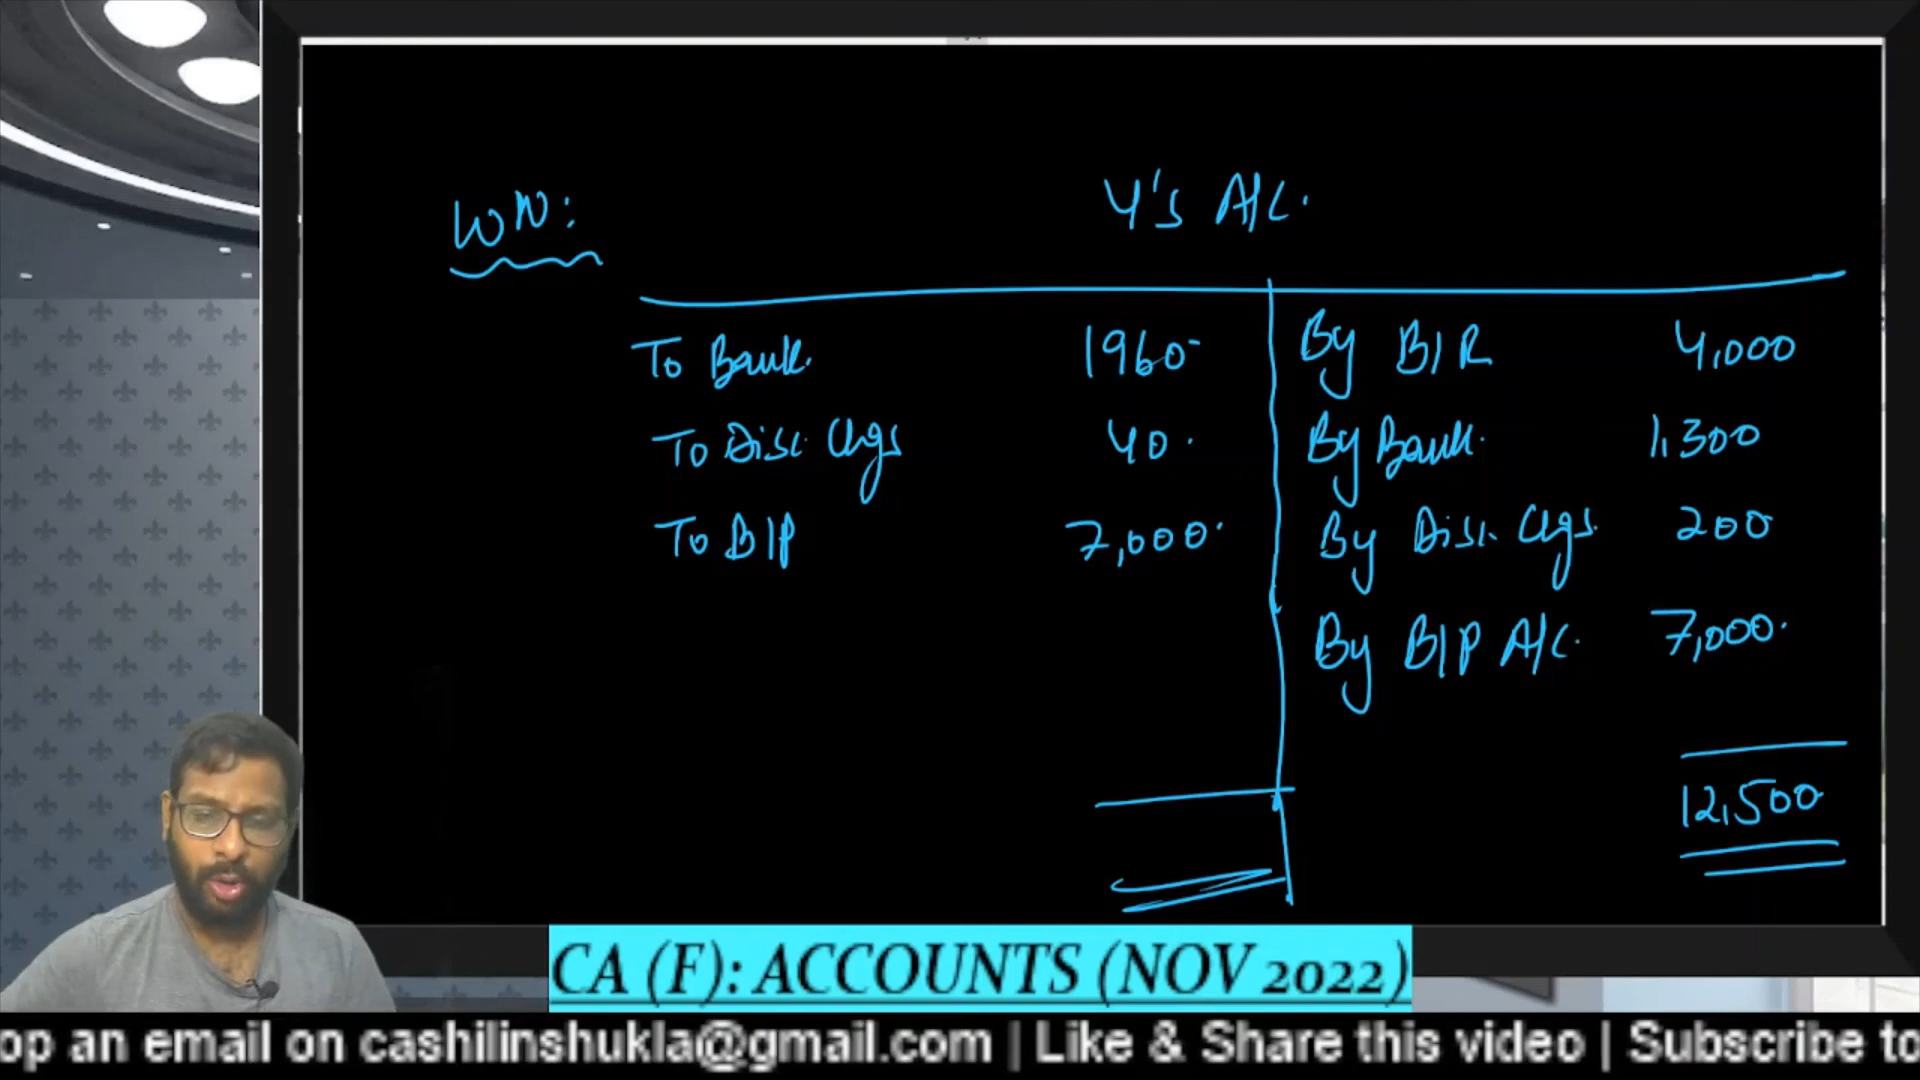 WN:
Y's A/c.
To Bank. 1960 By B/R 4,000
To Disc. Chgs 40. By Bank. 1,300
To B/P 7,000. By Disc. Chgs. 200
By B/P A/c. 7,000.
12,500
CA (F): ACCOUNTS (NOV 2022)
op an email on cashilinshukla@gmail.com | Like & Share this video | Subscribe to